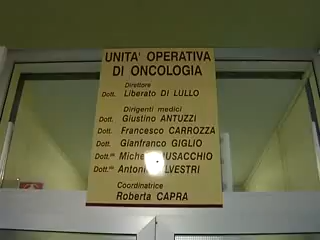 UNITA' OPERATIVA
DI ONCOLOGIA
Direttore
Dott. Liberato DI LULLO
Dirigenti medici
Dott. Giustino ANTUZZI
Dott. Francesco CARROZZA
Dott. Gianfranco GIGLIO
Dott.ssa
Dott.ssa
Coordinatrice
Roberta CAPRA